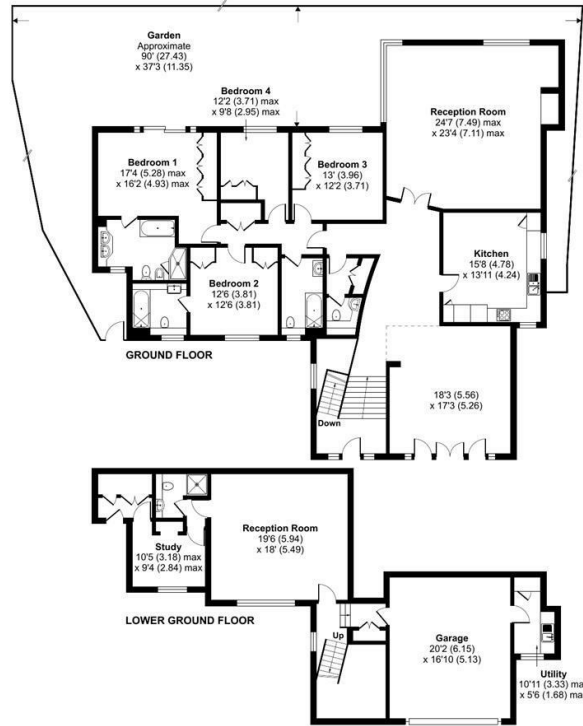 Garden
Approximate
90' (27.43)
x 37'3 (11.35)
Bedroom 4
12'2 (3.71) max
x 9'8 (2.95) max
Reception Room
24'7 (7.49) max
x 23'4 (7.11) max
Bedroom 1
17'4 (5.28) max
x 16'2 (4.93) max
Bedroom 3
13' (3.96)
x 12'2 (3.71)
Kitchen
15'8 (4.78)
x 13'11 (4.24)
Bedroom 2
12'6 (3.81)
x 12'6 (3.81)
GROUND FLOOR
18'3 (5.56)
x 17'3 (5.26)
Down
Reception Room
19'6 (5.94)
x 18' (5.49)
Study
10'5 (3.18) max
x 9'4 (2.84) max
LOWER GROUND FLOOR
Up
Garage
20'2 (6.15)
x 16'10 (5.13)
Utility
10'11 (3.33) max
x 5'6 (1.68) max